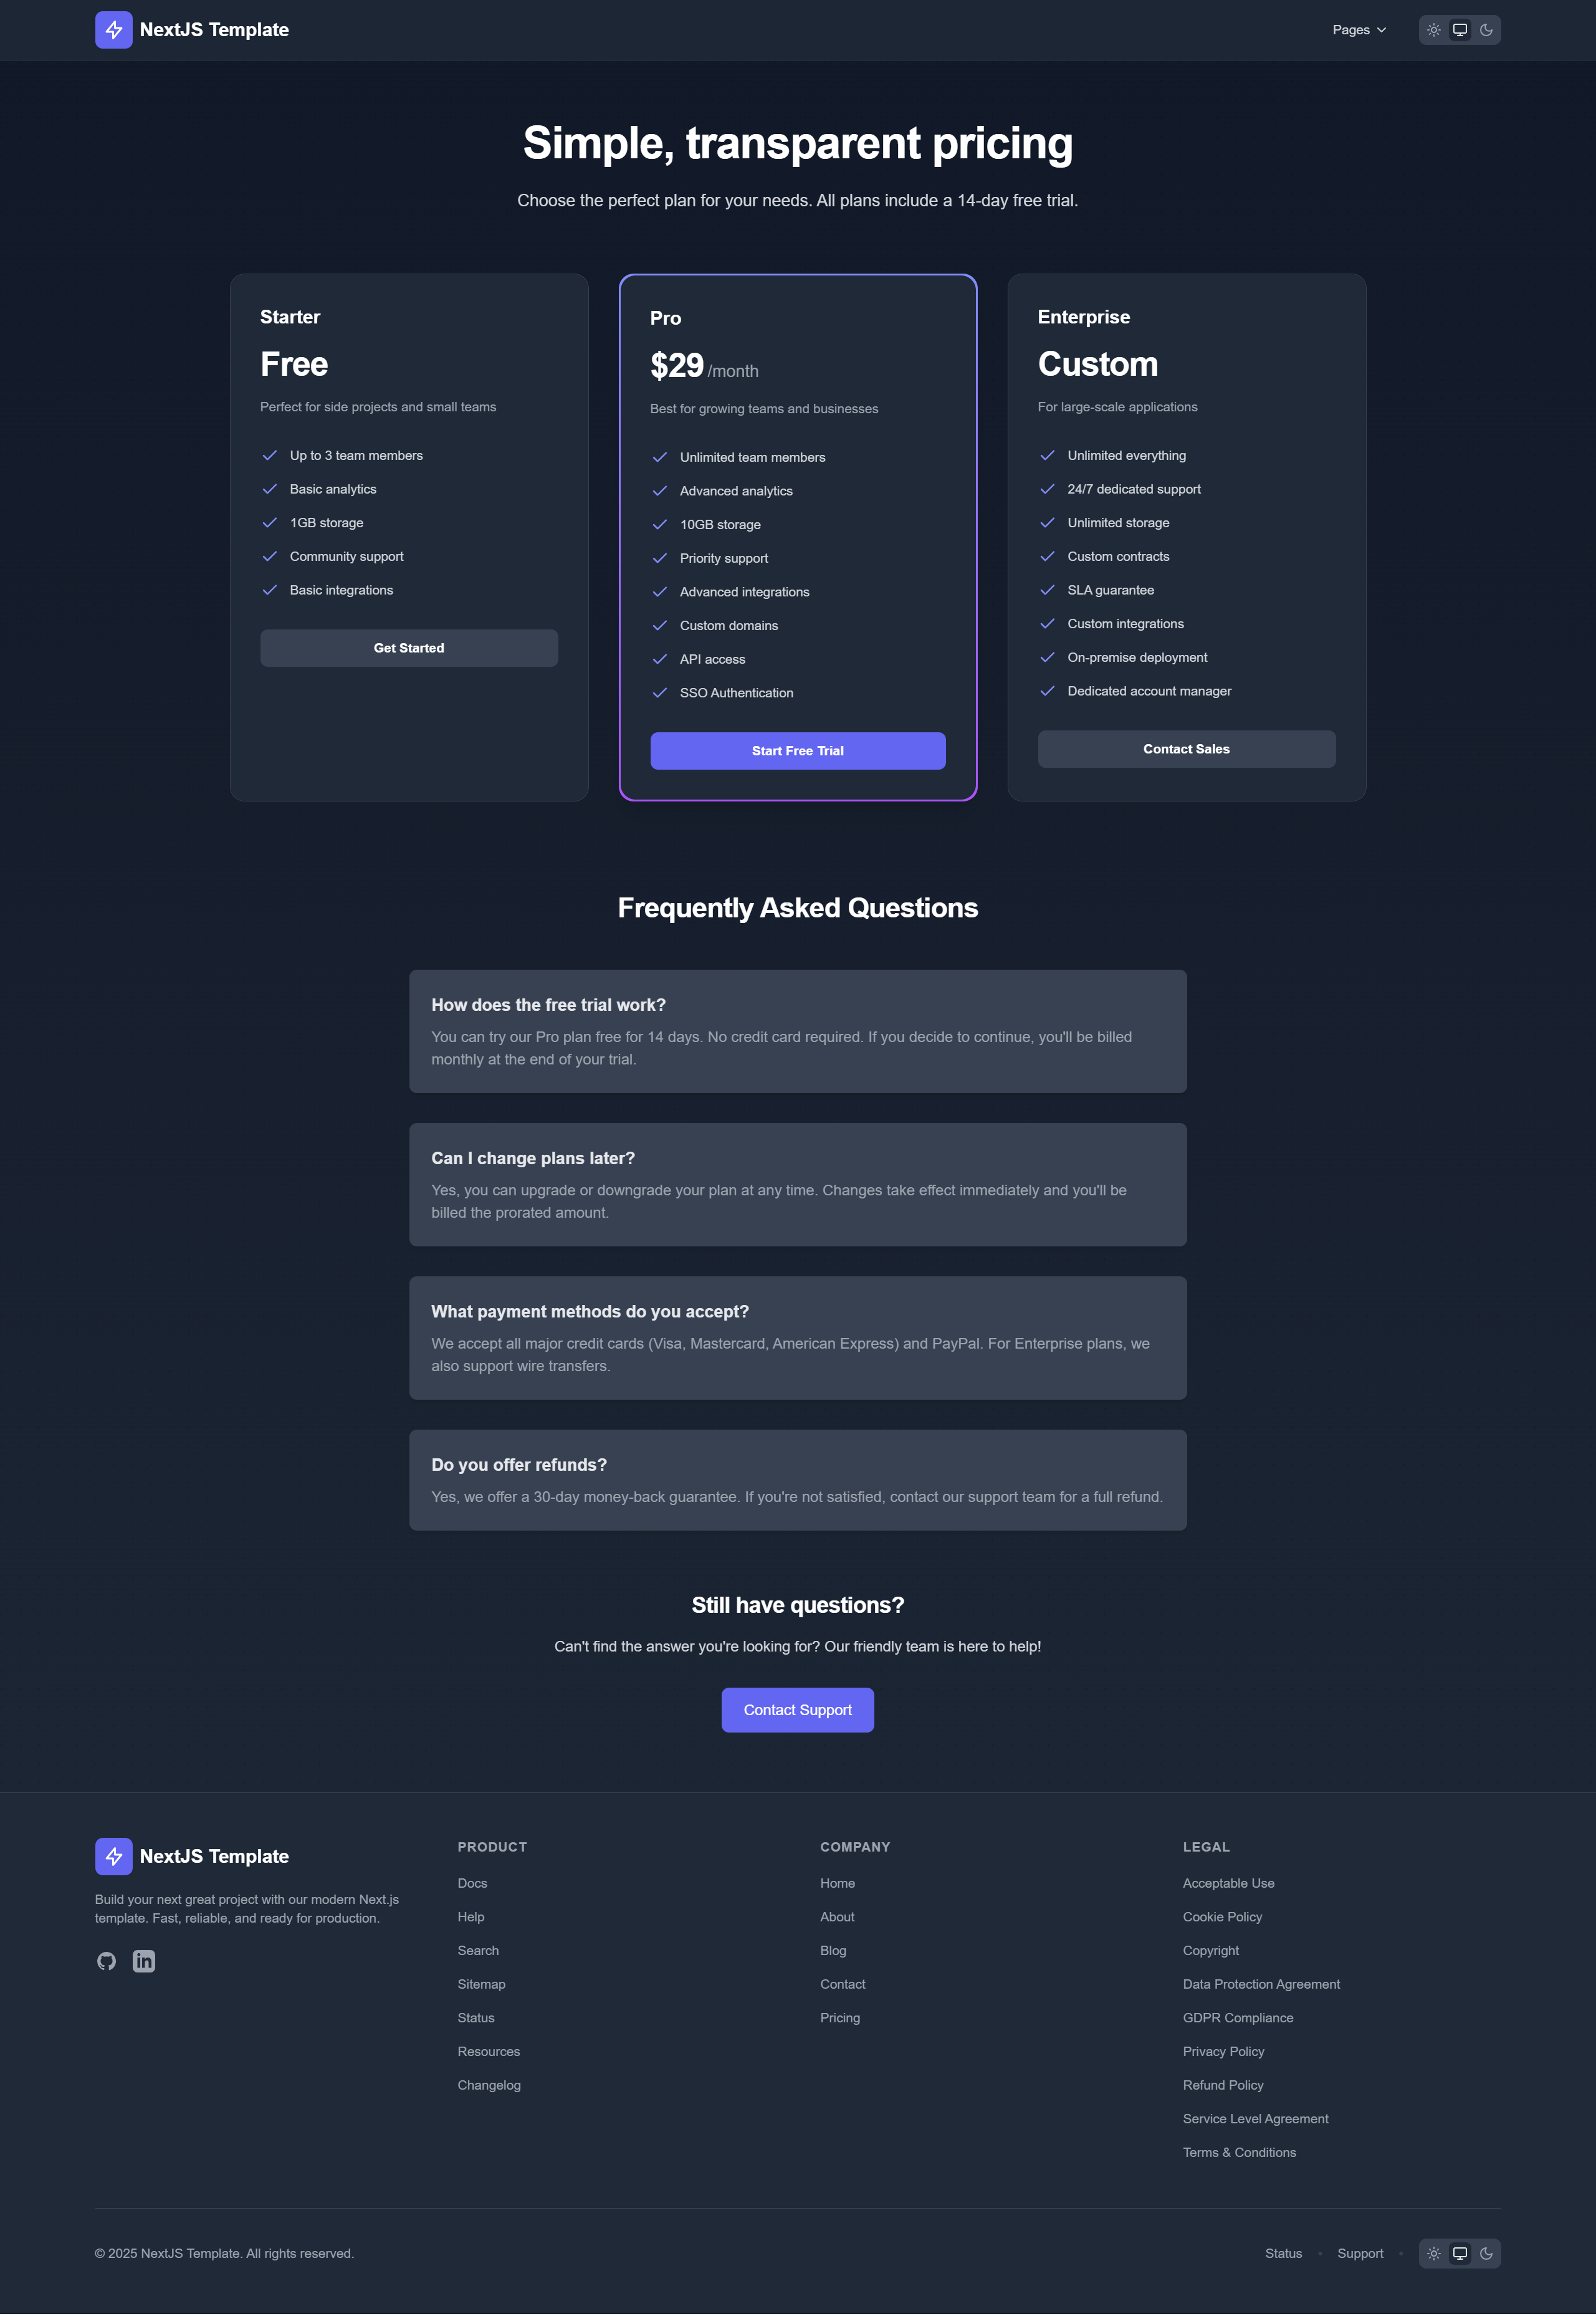 NextJS Template
Pages
Simple, transparent pricing
Choose the perfect plan for your needs. All plans include a 14-day free trial.
Starter
Free
Perfect for side projects and small teams
Up to 3 team members
Basic analytics
1GB storage
Community support
Basic integrations
Get Started
Pro
$29 /month
Best for growing teams and businesses
Unlimited team members
Advanced analytics
10GB storage
Priority support
Advanced integrations
Custom domains
API access
SSO Authentication
Start Free Trial
Enterprise
Custom
For large-scale applications
Unlimited everything
24/7 dedicated support
Unlimited storage
Custom contracts
SLA guarantee
Custom integrations
On-premise deployment
Dedicated account manager
Contact Sales
Frequently Asked Questions
How does the free trial work?
You can try our Pro plan free for 14 days. No credit card required. If you decide to continue, you'll be billed
monthly at the end of your trial.
Can I change plans later?
Yes, you can upgrade or downgrade your plan at any time. Changes take effect immediately and you'll be
billed the prorated amount.
What payment methods do you accept?
We accept all major credit cards (Visa, Mastercard, American Express) and PayPal. For Enterprise plans, we
also support wire transfers.
Do you offer refunds?
Yes, we offer a 30-day money-back guarantee. If you're not satisfied, contact our support team for a full refund.
Still have questions?
Can't find the answer you're looking for? Our friendly team is here to help!
Contact Support
NextJS Template
Build your next great project with our modern Next.js
template. Fast, reliable, and ready for production.
in
PRODUCT
Docs
Help
Search
Sitemap
Status
Resources
Changelog
COMPANY
Home
About
Blog
Contact
Pricing
LEGAL
Acceptable Use
Cookie Policy
Copyright
Data Protection Agreement
GDPR Compliance
Privacy Policy
Refund Policy
Service Level Agreement
Terms & Conditions
© 2025 NextJS Template. All rights reserved.
Status • Support •